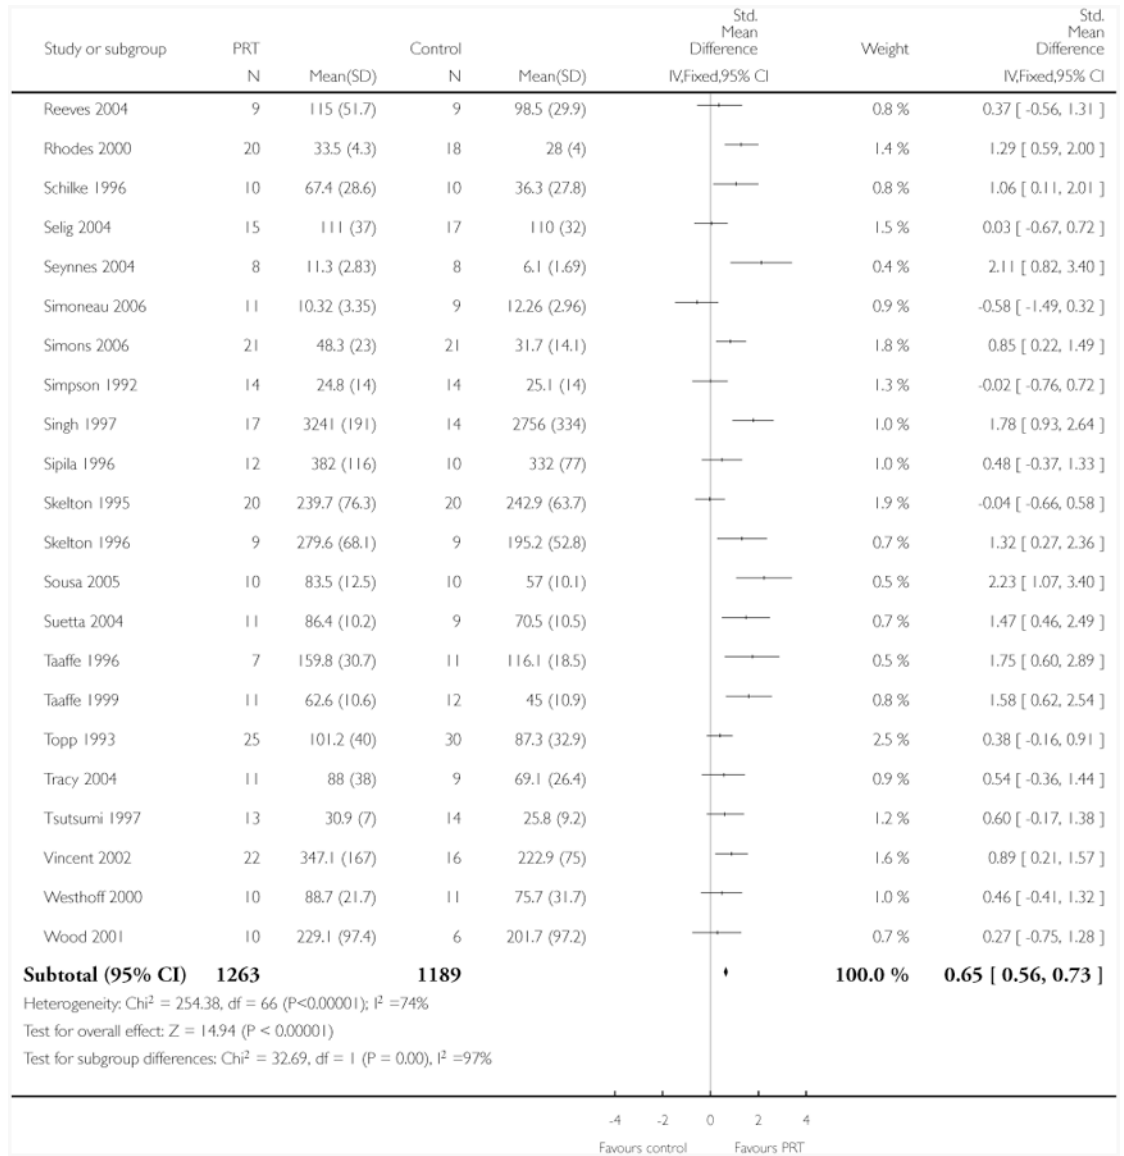 Std. Mean Difference Std. Mean Difference
Study or subgroup PRT Control Weight
N Mean(SD) N Mean(SD) IV,Fixed,95% CI IV,Fixed,95% CI
Reeves 2004 9 115 (51.7) 9 98.5 (29.9) 0.8 % 0.37 [ -0.56, 1.31 ]
Rhodes 2000 20 33.5 (4.3) 18 28 (4) 1.4 % 1.29 [ 0.59, 2.00 ]
Schilke 1996 10 67.4 (28.6) 10 36.3 (27.8) 0.8 % 1.06 [ 0.11, 2.01 ]
Selig 2004 15 111 (37) 17 110 (32) 1.5 % 0.03 [ -0.67, 0.72 ]
Seynnes 2004 8 11.3 (2.83) 8 6.1 (1.69) 0.4 % 2.11 [ 0.82, 3.40 ]
Simoneau 2006 11 10.32 (3.35) 9 12.26 (2.96) 0.9 % -0.58 [ -1.49, 0.32 ]
Simons 2006 21 48.3 (23) 21 31.7 (14.1) 1.8 % 0.85 [ 0.22, 1.49 ]
Simpson 1992 14 24.8 (14) 14 25.1 (14) 1.3 % -0.02 [ -0.76, 0.72 ]
Singh 1997 17 3241 (191) 14 2756 (334) 1.0 % 1.78 [ 0.93, 2.64 ]
Sipila 1996 12 382 (116) 10 332 (77) 1.0 % 0.48 [ -0.37, 1.33 ]
Skelton 1995 20 239.7 (76.3) 20 242.9 (63.7) 1.9 % -0.04 [ -0.66, 0.58 ]
Skelton 1996 9 279.6 (68.1) 9 195.2 (52.8) 0.7 % 1.32 [ 0.27, 2.36 ]
Sousa 2005 10 83.5 (12.5) 10 57 (10.1) 0.5 % 2.23 [ 1.07, 3.40 ]
Suetta 2004 11 86.4 (10.2) 9 70.5 (10.5) 0.7 % 1.47 [ 0.46, 2.49 ]
Taaffe 1996 7 159.8 (30.7) 11 116.1 (18.5) 0.5 % 1.75 [ 0.60, 2.89 ]
Taaffe 1999 11 62.6 (10.6) 12 45 (10.9) 0.8 % 1.58 [ 0.62, 2.54 ]
Topp 1993 25 101.2 (40) 30 87.3 (32.9) 2.5 % 0.38 [ -0.16, 0.91 ]
Tracy 2004 11 88 (38) 9 69.1 (26.4) 0.9 % 0.54 [ -0.36, 1.44 ]
Tsutsumi 1997 13 30.9 (7) 14 25.8 (9.2) 1.2 % 0.60 [ -0.17, 1.38 ]
Vincent 2002 22 347.1 (167) 16 222.9 (75) 1.6 % 0.89 [ 0.21, 1.57 ]
Westhoff 2000 10 88.7 (21.7) 11 75.7 (31.7) 1.0 % 0.46 [ -0.41, 1.32 ]
Wood 2001 10 229.1 (97.4) 6 201.7 (97.2) 0.7 % 0.27 [ -0.75, 1.28 ]
Subtotal (95% CI) 1263 1189 100.0 % 0.65 [ 0.56, 0.73 ]
Heterogeneity: Chi² = 254.38, df = 66 (P<0.00001); I² =74%
Test for overall effect: Z = 14.94 (P < 0.00001)
Test for subgroup differences: Chi² = 32.69, df = 1 (P = 0.00), I² =97%
-4 -2 0 2 4
Favours control Favours PRT